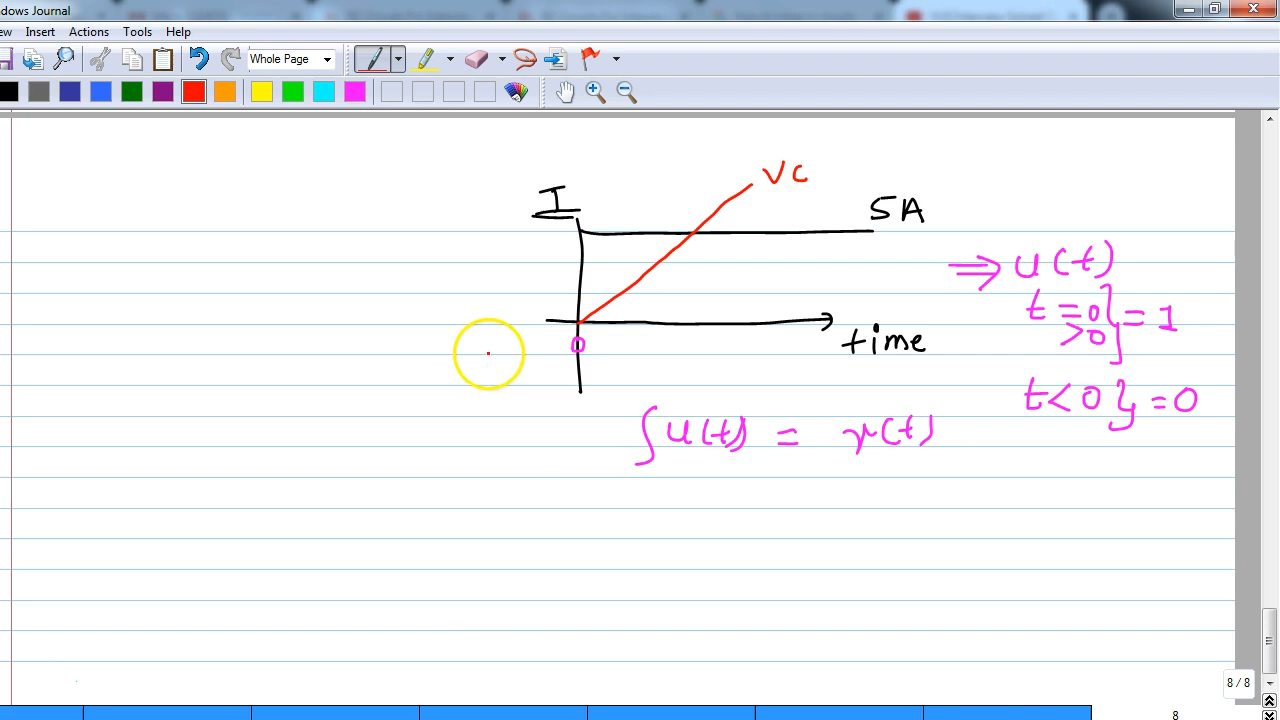 ndows Journal
ew Insert Actions Tools Help
Whole Page
VC
I
5A
⇒ u(t)
t = 0
> 0 } = 1
0
time
t < 0 } = 0
∫ u(t) = r(t)
8 / 8
8